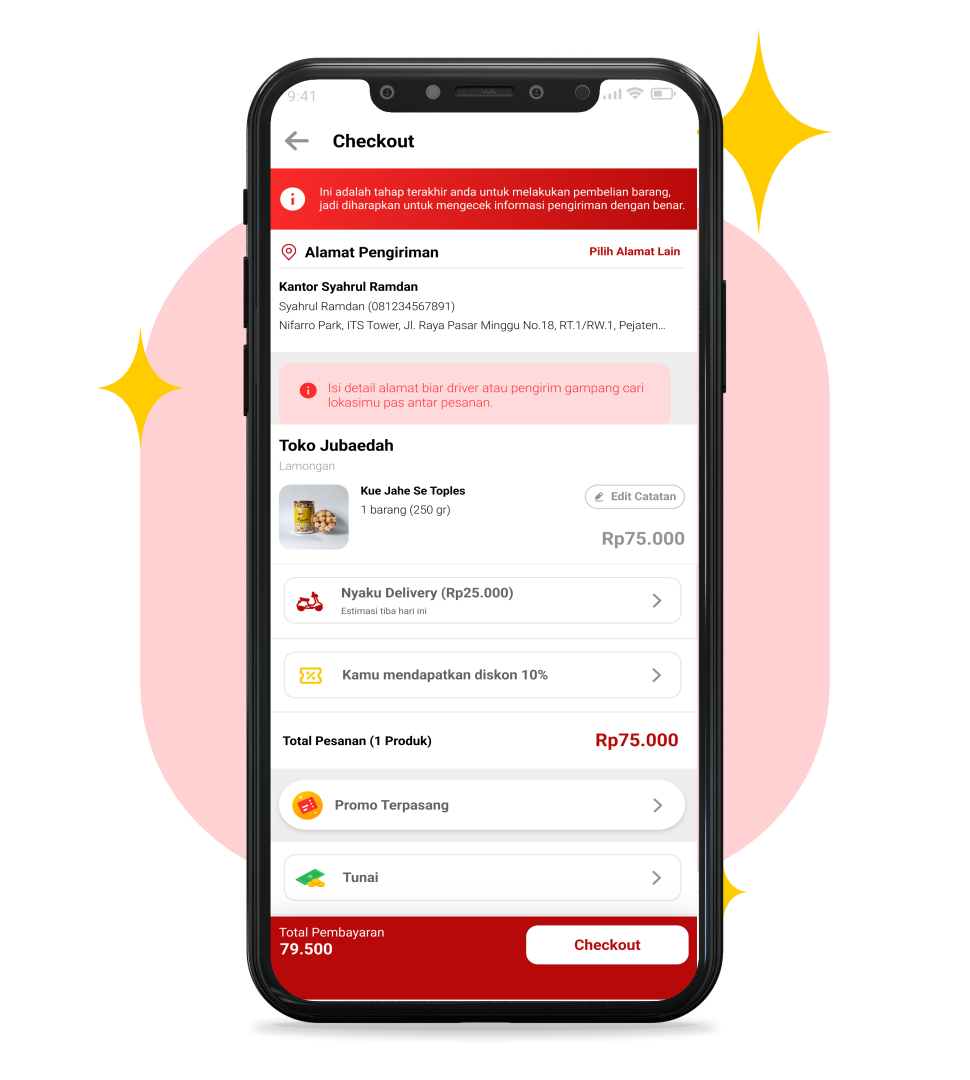 9:41
Checkout
Ini adalah tahap terakhir anda untuk melakukan pembelian barang,
jadi diharapkan untuk mengecek informasi pengiriman dengan benar.
Alamat Pengiriman
Pilih Alamat Lain
Kantor Syahrul Ramdan
Syahrul Ramdan (081234567891)
Nifarro Park, ITS Tower, Jl. Raya Pasar Minggu No.18, RT.1/RW.1, Pejaten...
Isi detail alamat biar driver atau pengirim gampang cari
lokasimu pas antar pesanan.
Toko Jubaedah
Lamongan
Kue Jahe Se Toples
1 barang (250 gr)
Edit Catatan
Rp75.000
Nyaku Delivery (Rp25.000)
Estimasi tiba hari ini
Kamu mendapatkan diskon 10%
Total Pesanan (1 Produk)
Rp75.000
Promo Terpasang
Tunai
Total Pembayaran
79.500
Checkout